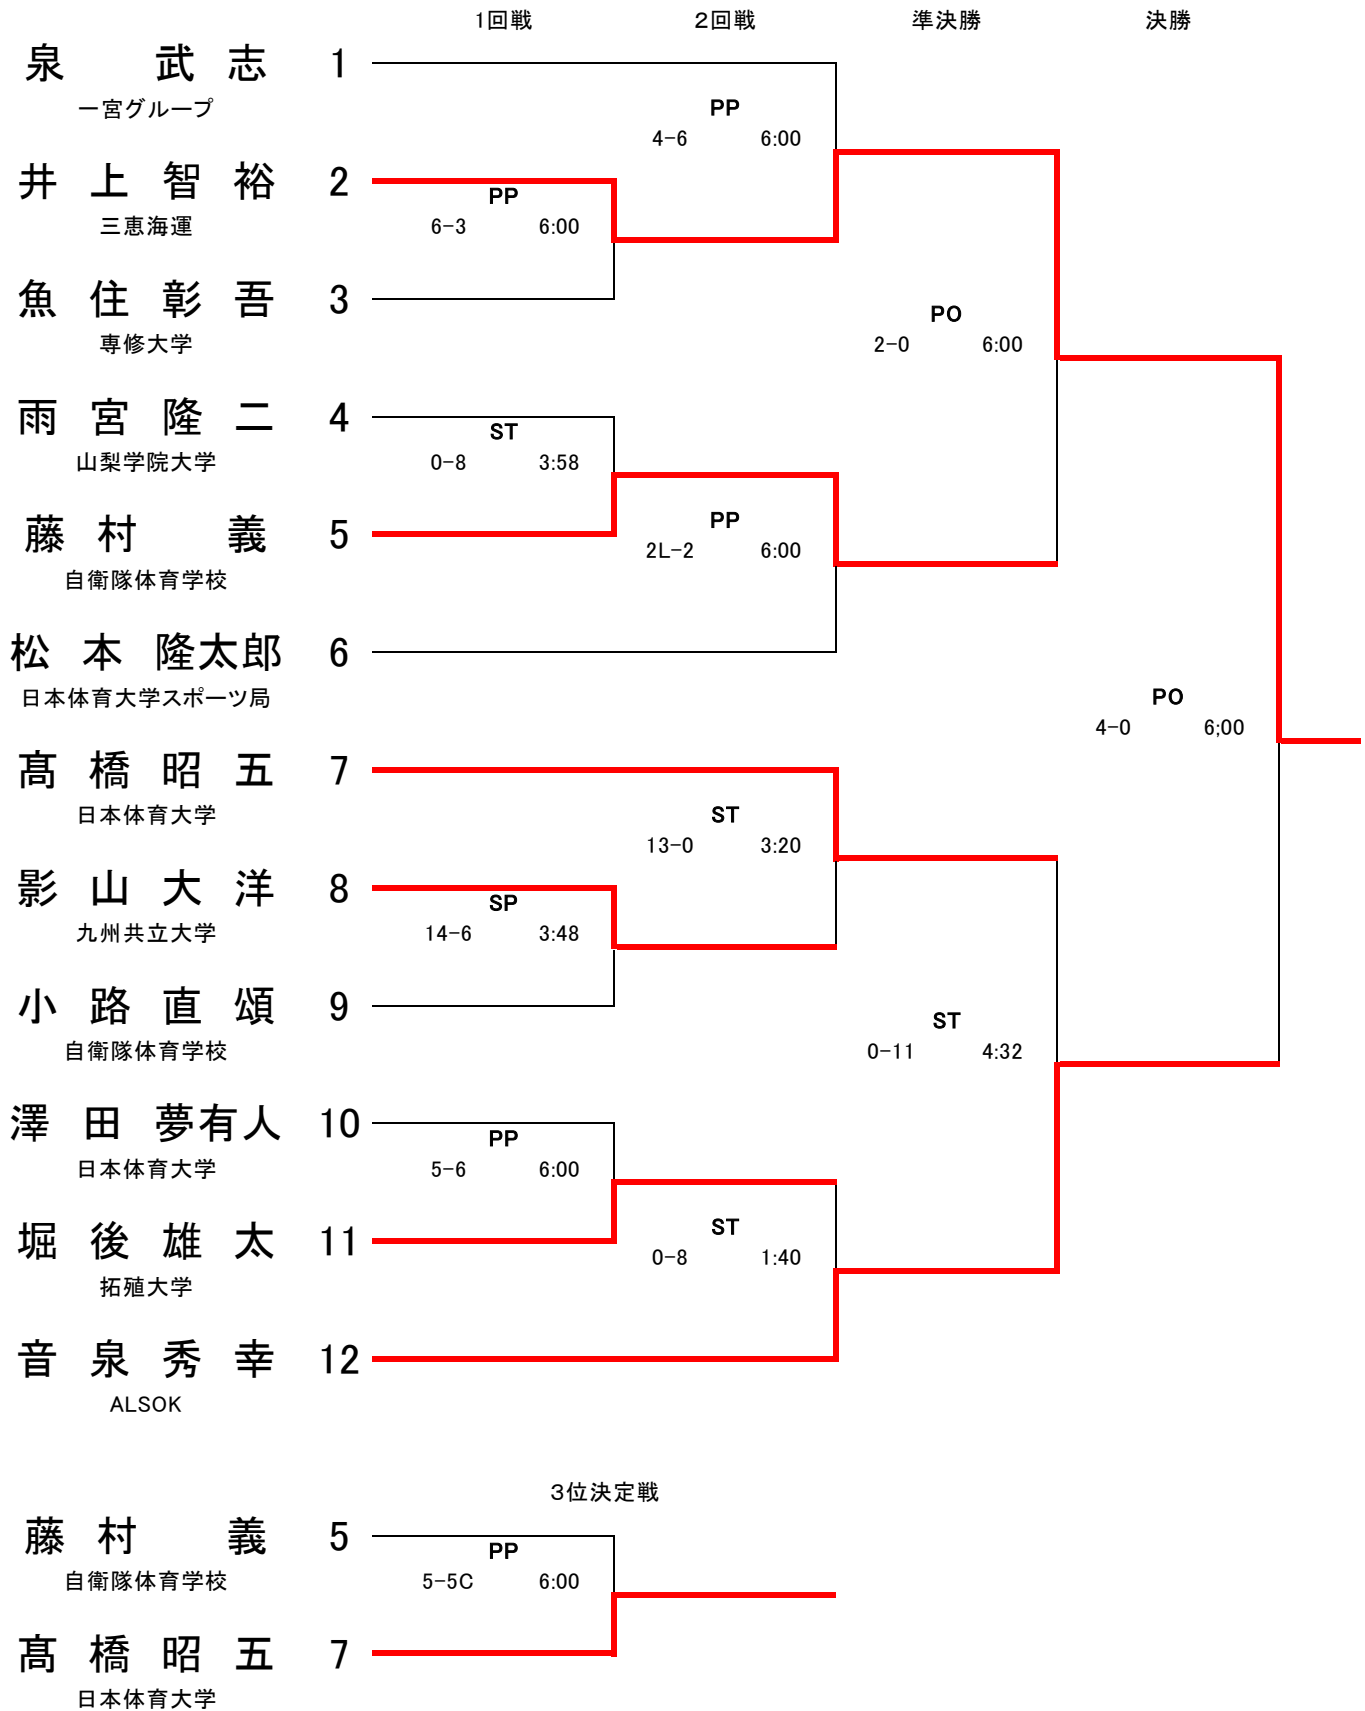 1回戦 2回戦 準決勝 決勝
泉 武 志 1
一宮グループ
PP
4-6 6:00
井 上 智 裕 2
三恵海運
PP
6-3 6:00
魚 住 彰 吾 3
専修大学
PO
2-0 6:00
雨 宮 隆 二 4
山梨学院大学
ST
0-8 3:58
藤 村 義 5
自衛隊体育学校
PP
2L-2 6:00
松 本 隆太郎 6
日本体育大学スポーツ局
PO
4-0 6;00
髙 橋 昭 五 7
日本体育大学
ST
13-0 3:20
影 山 大 洋 8
九州共立大学
SP
14-6 3:48
小 路 直 頌 9
自衛隊体育学校
ST
0-11 4:32
澤 田 夢有人 10
日本体育大学
PP
5-6 6:00
堀 後 雄 太 11
拓殖大学
ST
0-8 1:40
音 泉 秀 幸 12
ALSOK
3位決定戦
藤 村 義 5
自衛隊体育学校
PP
5-5C 6:00
髙 橋 昭 五 7
日本体育大学